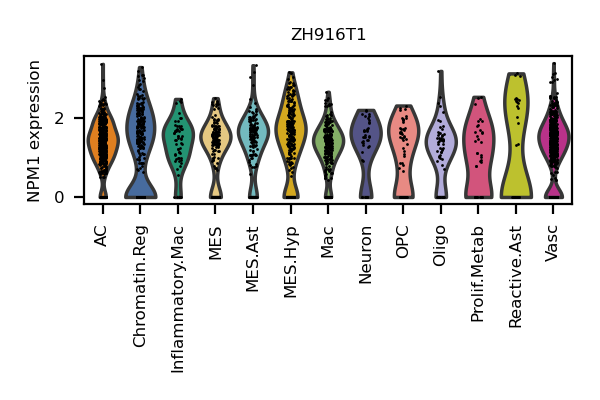 ZH916T1
NPM1 expression
2
0
AC
Chromatin.Reg
Inflammatory.Mac
MES
MES.Ast
MES.Hyp
Mac
Neuron
OPC
Oligo
Prolif.Metab
Reactive.Ast
Vasc